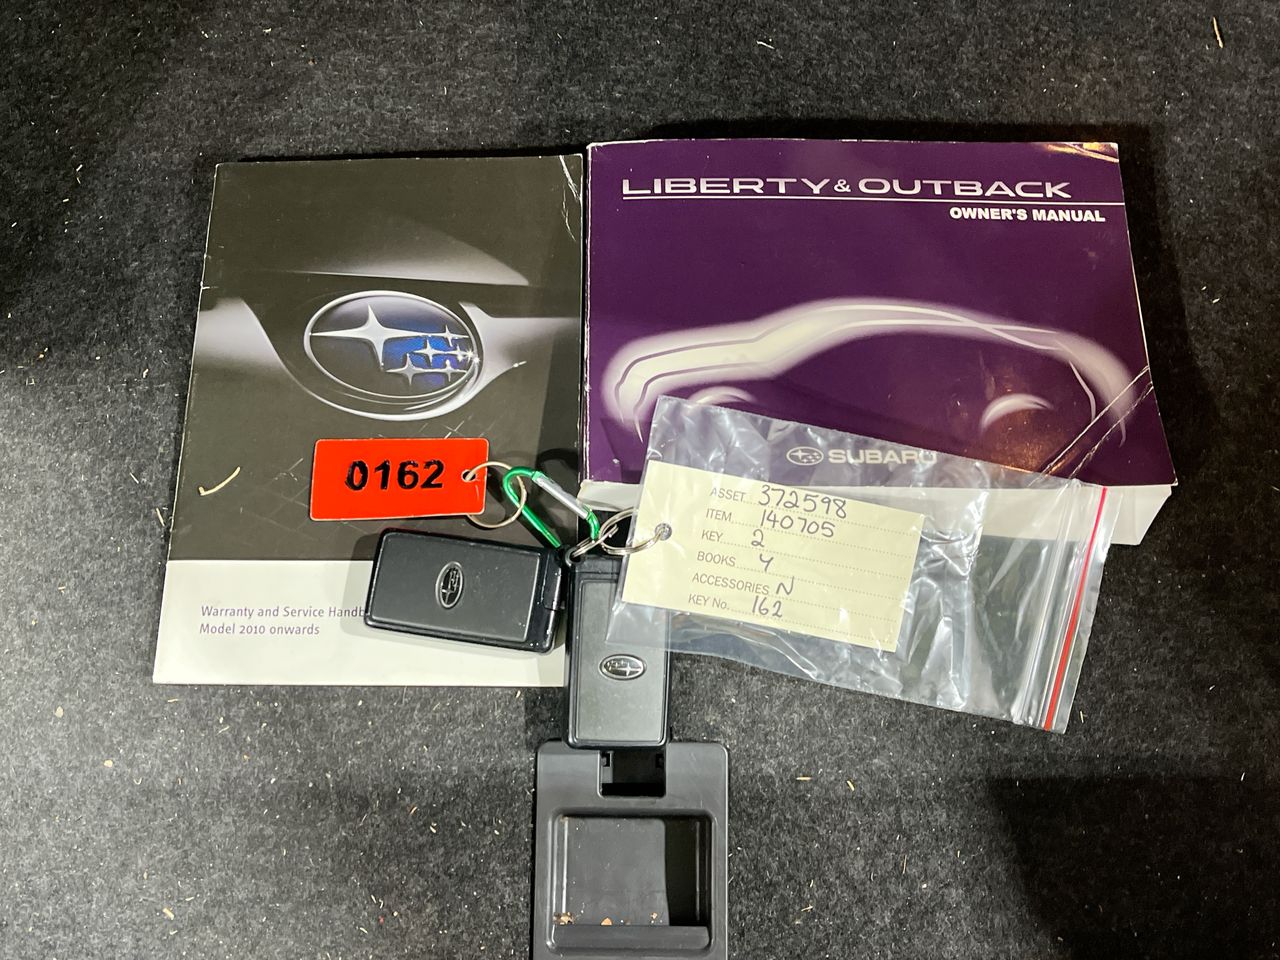 LIBERTY & OUTBACK
OWNER'S MANUAL
SUBARU
0162
ASSET 372598
ITEM 140705
KEY 2
BOOKS Y
ACCESSORIES N
KEY No. 162
Warranty and Service Handb
Model 2010 onwards